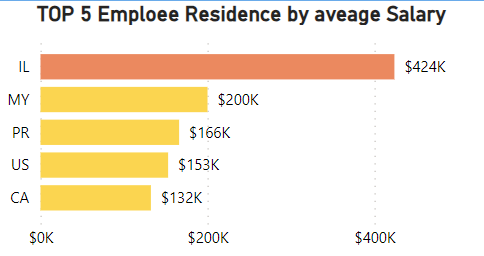 TOP 5 Emploee Residence by aveage Salary
IL $424K
MY $200K
PR $166K
US $153K
CA $132K
$0K $200K $400K